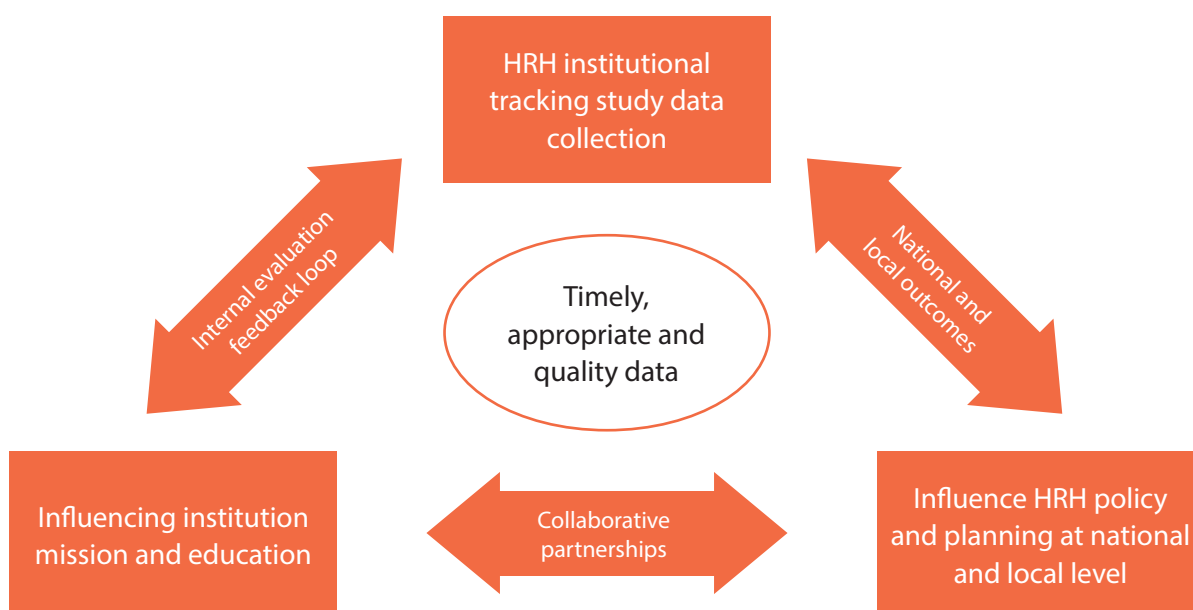 HRH institutional
tracking study data
collection
Internal evaluation
feedback loop
National and
local outcomes
Timely,
appropriate and
quality data
Influencing institution
mission and education
Collaborative
partnerships
Influence HRH policy
and planning at national
and local level